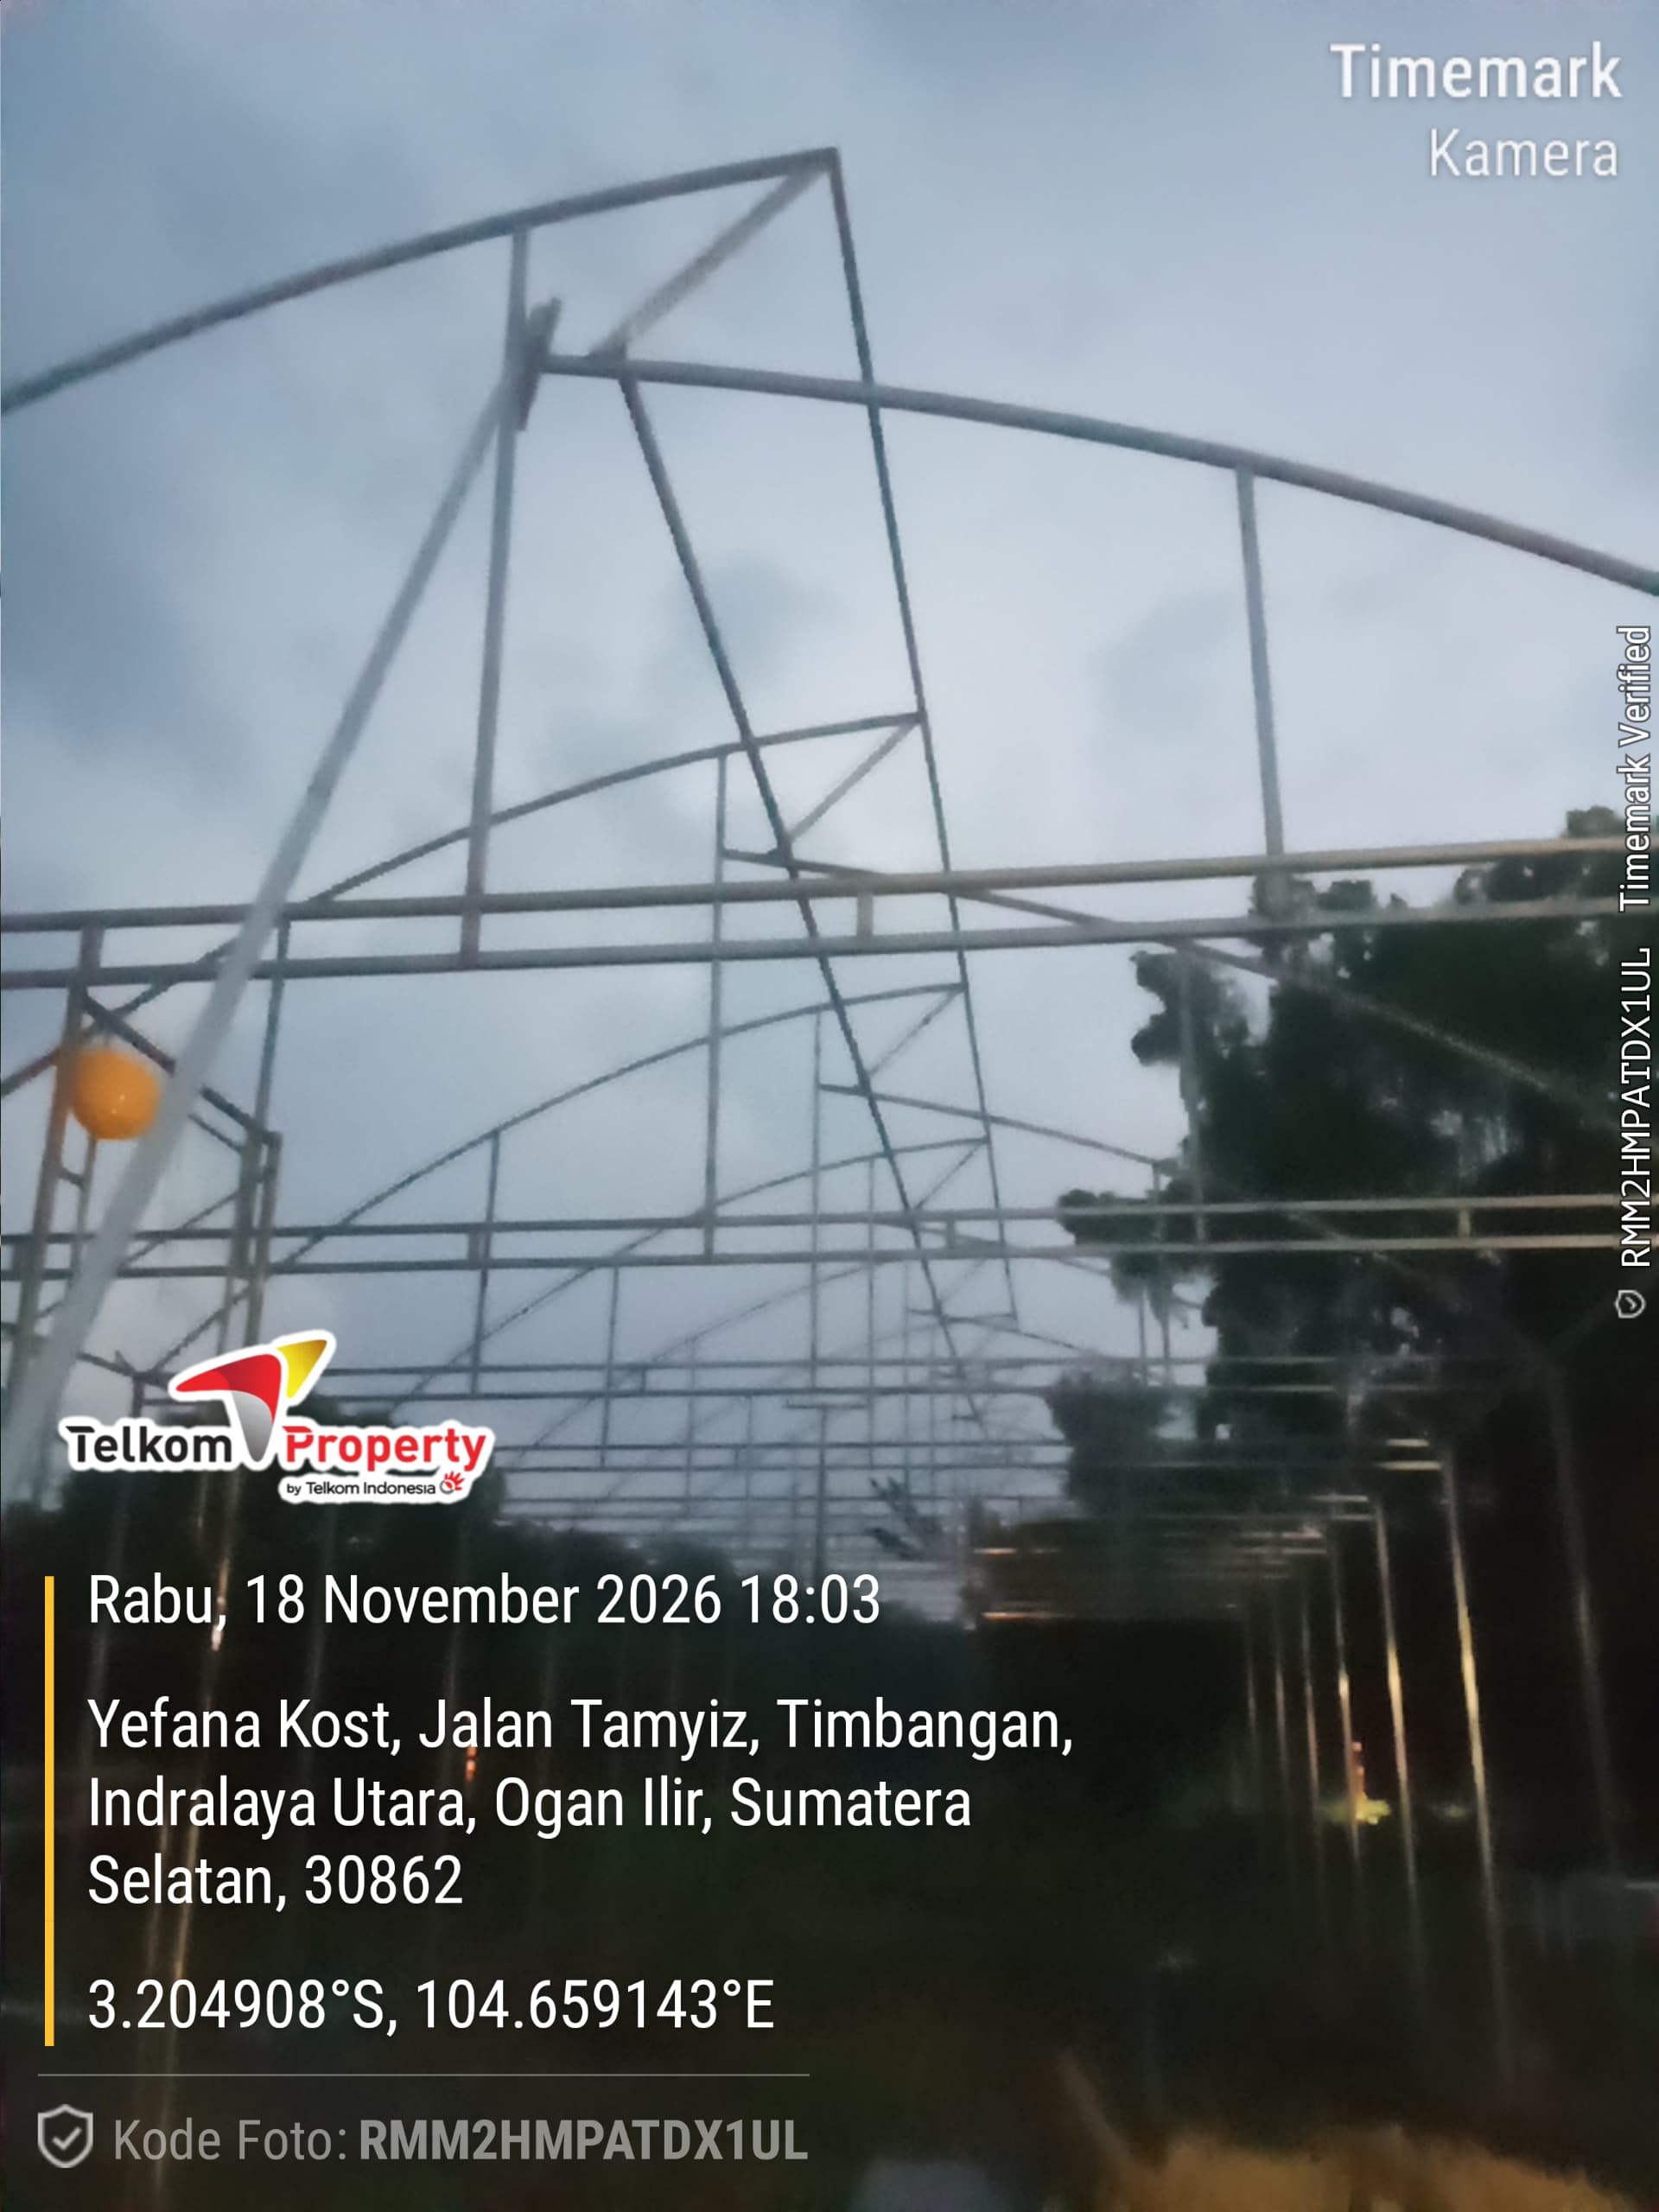 Timemark
Kamera
Telkom Property
by Telkom Indonesia
Rabu, 18 November 2026 18:03
Yefana Kost, Jalan Tamyiz, Timbangan,
Indralaya Utara, Ogan Ilir, Sumatera
Selatan, 30862
3.204908°S, 104.659143°E
Kode Foto: RMM2HMPATDX1UL
RMM2HMPATDX1UL Timemark Verified